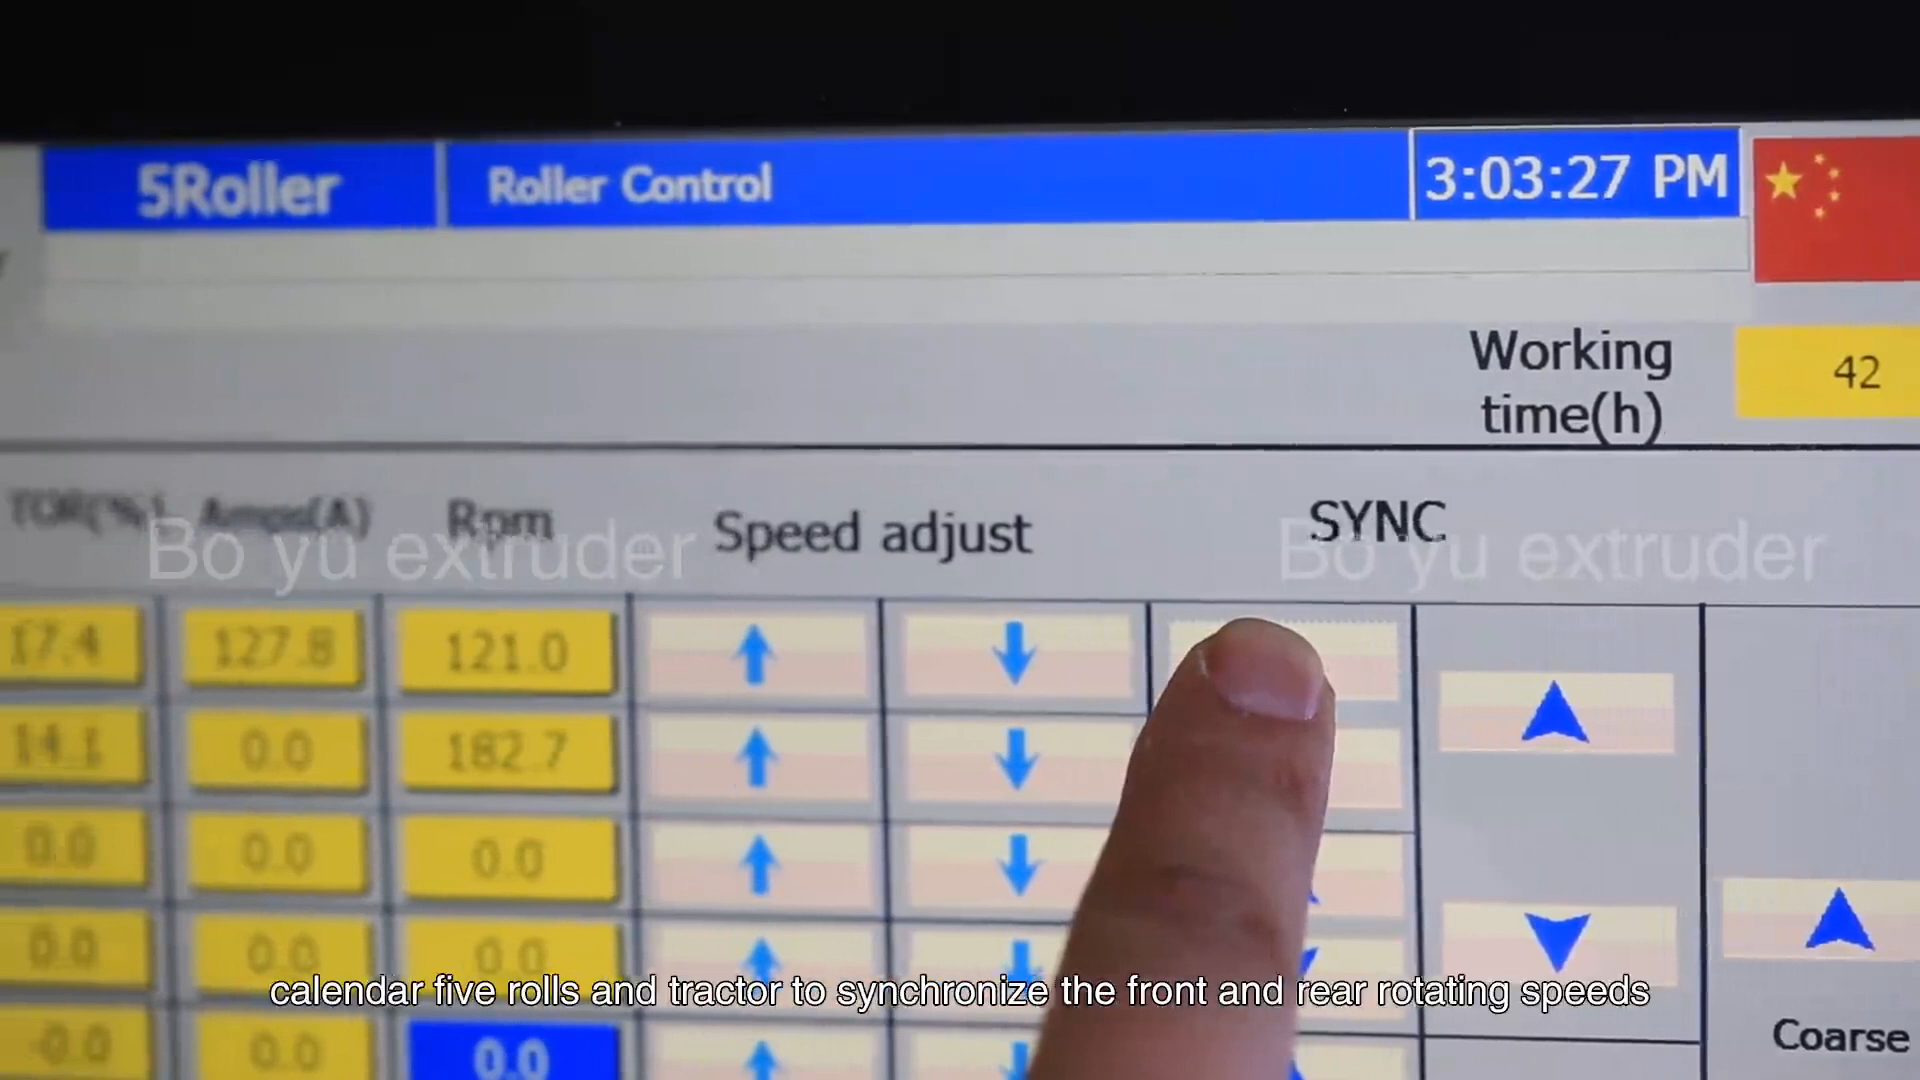 5Roller Roller Control 3:03:27 PM
Working
time(h)
42
TOR(%) Amps(A) Rpm Speed adjust SYNC
Bo yu extruder Bo yu extruder
17.4 127.8 121.0
14.1 0.0 182.7
0.0 0.0 0.0
0.0 0.0 0.0
calendar five rolls and tractor to synchronize the front and rear rotating speeds
-0.0 0.0 0.0
Coarse